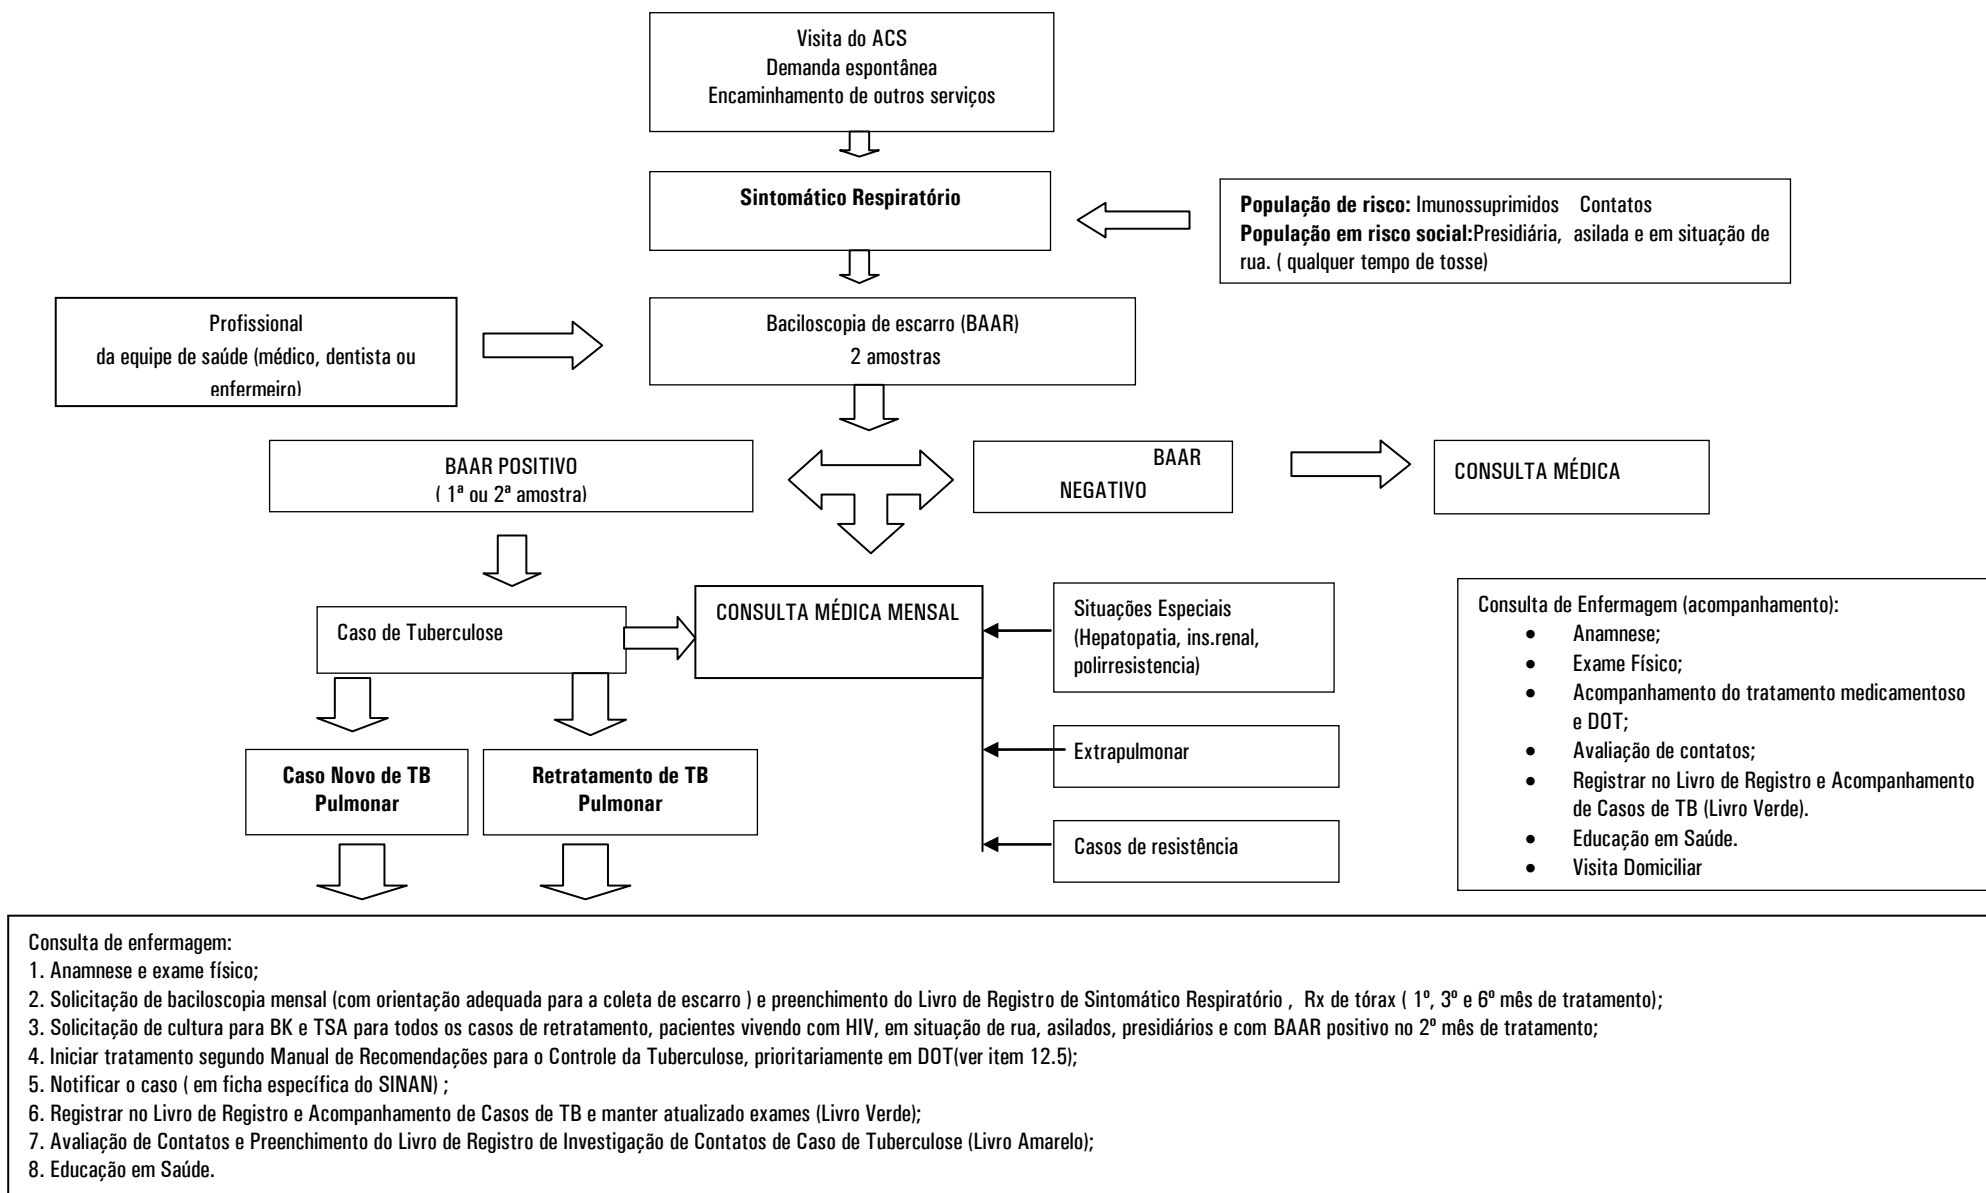 Visita do ACS
Demanda espontânea
Encaminhamento de outros serviços
Sintomático Respiratório
População de risco: Imunossuprimidos Contatos
População em risco social:Presidiária, asilada e em situação de
rua. ( qualquer tempo de tosse)
Profissional
da equipe de saúde (médico, dentista ou
enfermeiro)
Baciloscopia de escarro (BAAR)
2 amostras
BAAR POSITIVO
( 1ª ou 2ª amostra)
BAAR
NEGATIVO
CONSULTA MÉDICA
Caso de Tuberculose
CONSULTA MÉDICA MENSAL
Situações Especiais
(Hepatopatia, ins.renal,
polirresistencia)
Extrapulmonar
Casos de resistência
Consulta de Enfermagem (acompanhamento):
• Anamnese;
• Exame Físico;
• Acompanhamento do tratamento medicamentoso
e DOT;
• Avaliação de contatos;
• Registrar no Livro de Registro e Acompanhamento
de Casos de TB (Livro Verde).
• Educação em Saúde.
• Visita Domiciliar
Caso Novo de TB
Pulmonar
Retratamento de TB
Pulmonar
Consulta de enfermagem:
1. Anamnese e exame físico;
2. Solicitação de baciloscopia mensal (com orientação adequada para a coleta de escarro ) e preenchimento do Livro de Registro de Sintomático Respiratório , Rx de tórax ( 1º, 3º e 6º mês de tratamento);
3. Solicitação de cultura para BK e TSA para todos os casos de retratamento, pacientes vivendo com HIV, em situação de rua, asilados, presidiários e com BAAR positivo no 2º mês de tratamento;
4. Iniciar tratamento segundo Manual de Recomendações para o Controle da Tuberculose, prioritariamente em DOT(ver item 12.5);
5. Notificar o caso ( em ficha específica do SINAN) ;
6. Registrar no Livro de Registro e Acompanhamento de Casos de TB e manter atualizado exames (Livro Verde);
7. Avaliação de Contatos e Preenchimento do Livro de Registro de Investigação de Contatos de Caso de Tuberculose (Livro Amarelo);
8. Educação em Saúde.